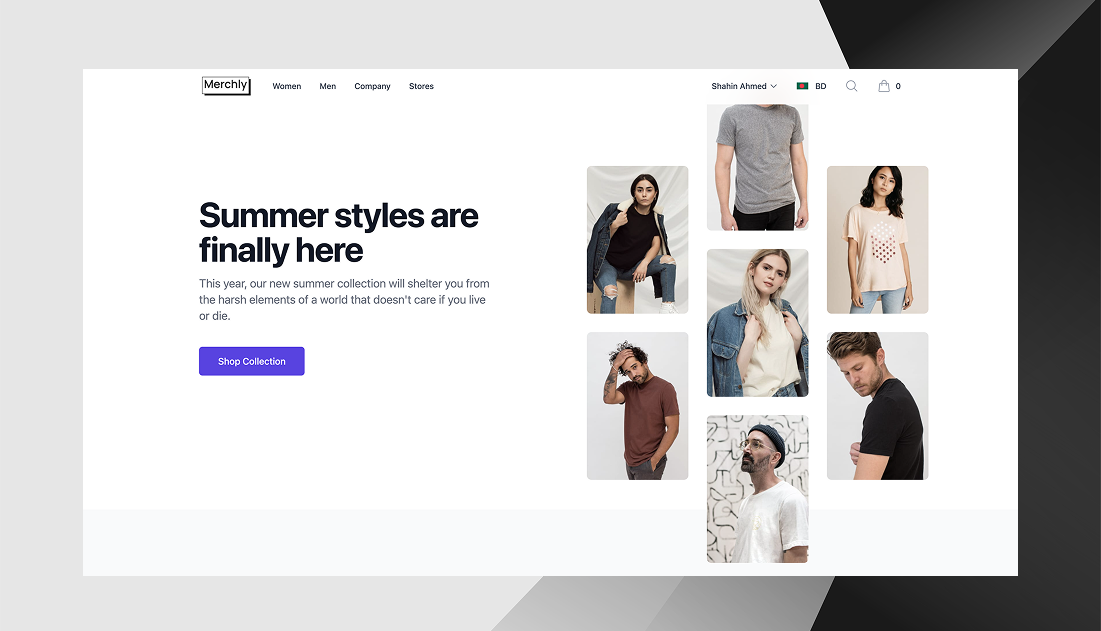 Merchly Women Men Company Stores Shahin Ahmed BD 0
Summer styles are
finally here
This year, our new summer collection will shelter you from
the harsh elements of a world that doesn't care if you live
or die.
Shop Collection